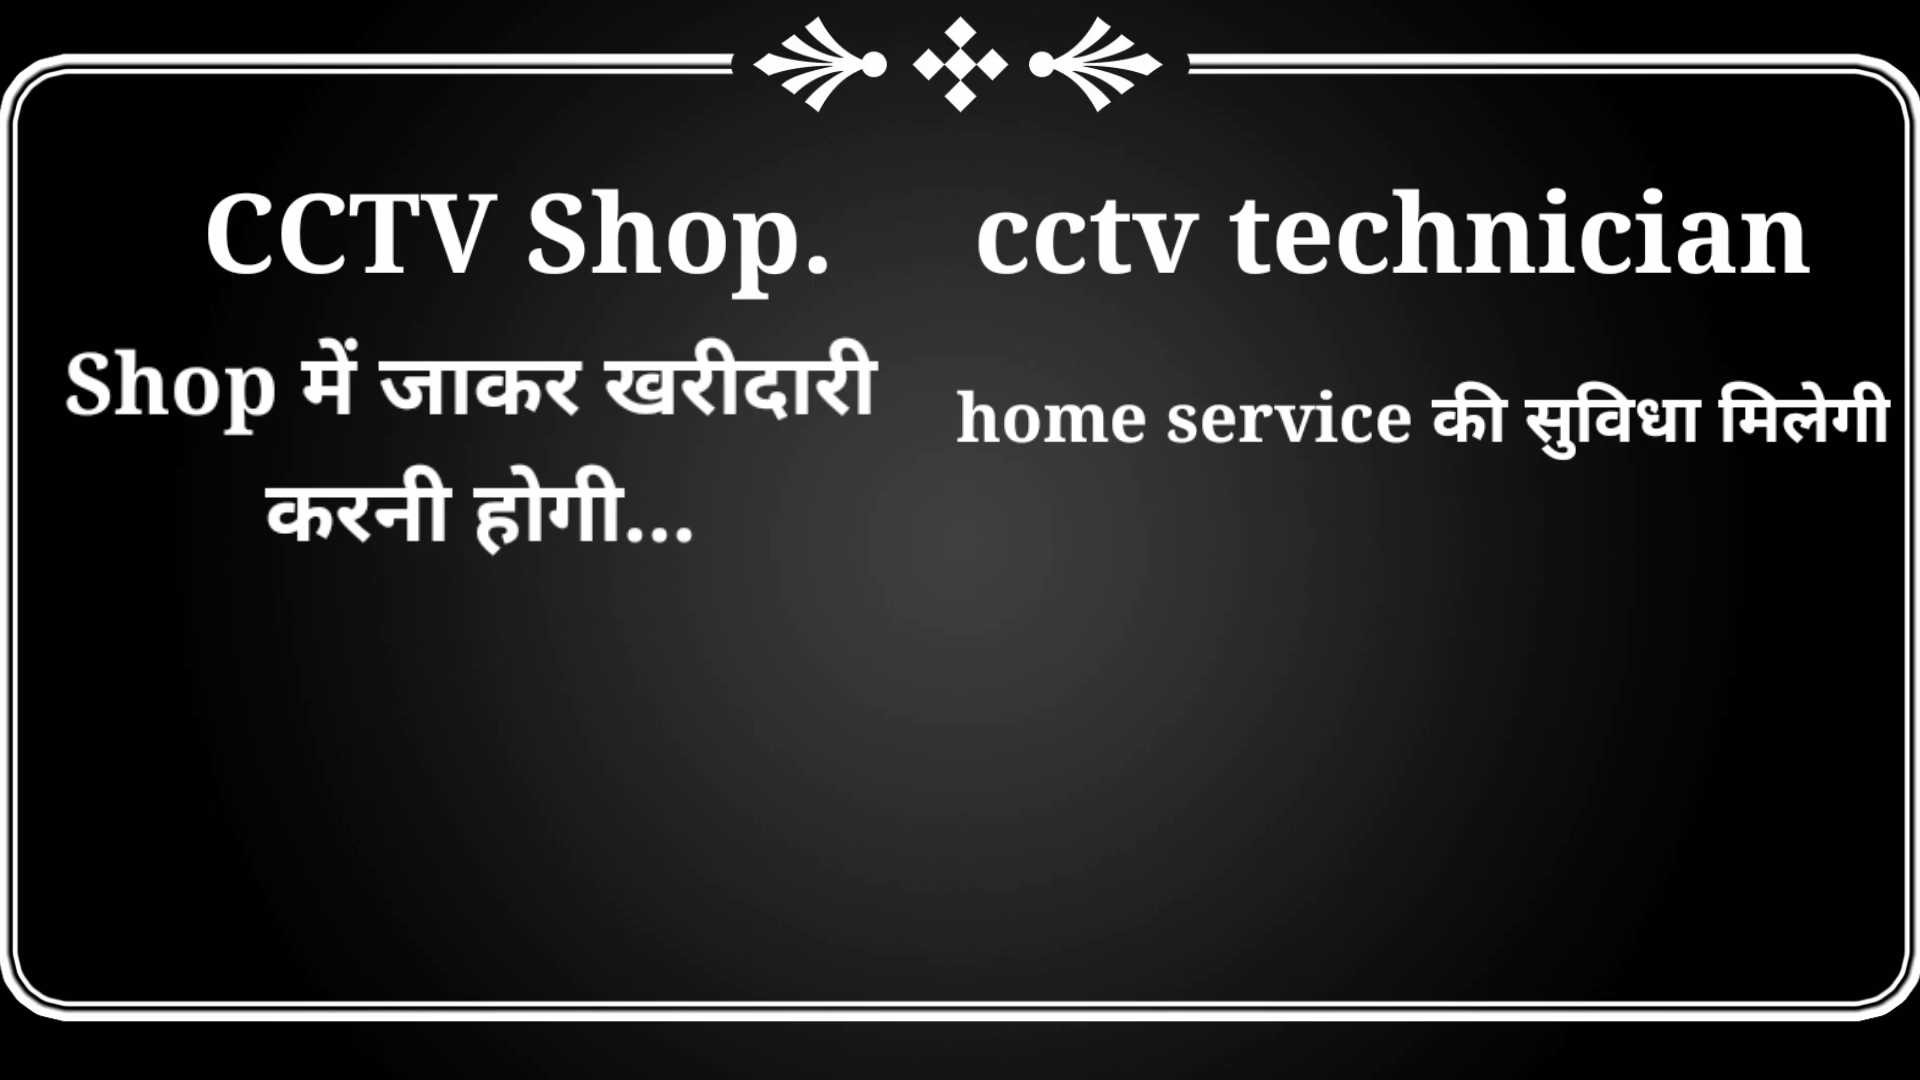 CCTV Shop.
Shop में जाकर खरीदारी
करनी होगी...
cctv technician
home service की सुविधा मिलेगी